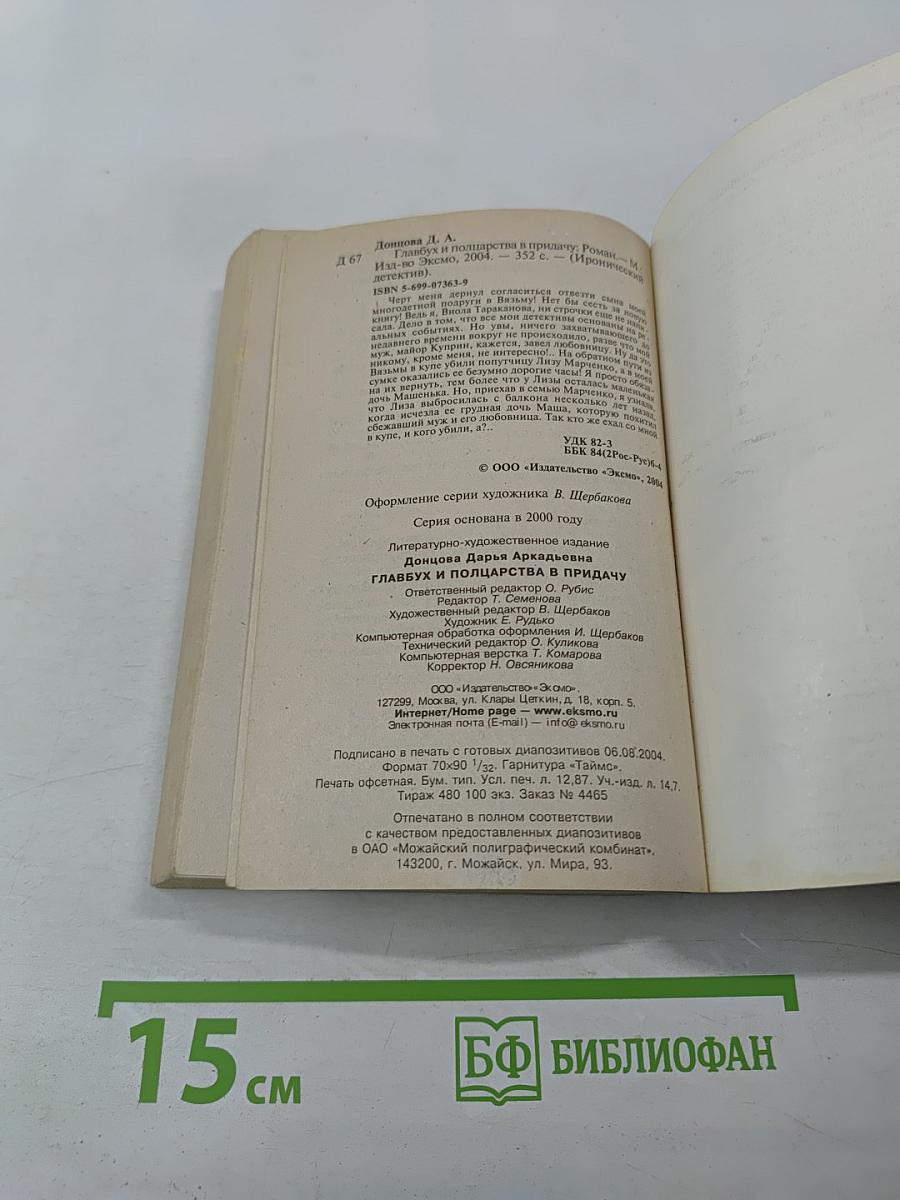 Донцова Д. А.
Д 67 Главбух и полцарства в придачу: Роман.— М.:
Изд-во Эксмо, 2004. — 352 с. — (Иронический
детектив).
ISBN 5-699-07363-9
Черт меня дернул согласиться отвезти сына моей
многодетной подруги в Вязьму! Нет бы сесть за новую
книгу! Ведь я, Виола Тараканова, ни строчки еще не напи-
сала. Дело в том, что все мои детективы основаны на ре-
альных событиях. Но увы, ничего захватывающего до
недавнего времени вокруг не происходило, разве что мой
муж, майор Куприн, кажется, завел любовницу. Ну да это
никому, кроме меня, не интересно!.. На обратном пути из
Вязьмы в купе убили попутчицу Лизу Марченко, а в моей
сумке оказались ее безумно дорогие часы! Я просто обяза-
на их вернуть, тем более что у Лизы осталась маленькая
дочь Машенька. Но, приехав в семью Марченко, я узнала,
что Лиза выбросилась с балкона несколько лет назад,
когда исчезла ее грудная дочь Маша, которую похитил
сбежавший муж и его любовница. Так кто же ехал со мной
в купе, и кого убили, а?..
УДК 82-3
ББК 84(2Рос-Рус)6-4
© ООО «Издательство «Эксмо», 2004
Оформление серии художника В. Щербакова
Серия основана в 2000 году
Литературно-художественное издание
Донцова Дарья Аркадьевна
ГЛАВБУХ И ПОЛЦАРСТВА В ПРИДАЧУ
Ответственный редактор О. Рубис
Редактор Т. Семенова
Художественный редактор В. Щербаков
Художник Е. Рудько
Компьютерная обработка оформления И. Щербаков
Технический редактор О. Куликова
Компьютерная верстка Т. Комарова
Корректор Н. Овсяникова
ООО «Издательство «Эксмо».
127299, Москва, ул. Клары Цеткин, д. 18, корп. 5.
Интернет/Home page — www.eksmo.ru
Электронная почта (E-mail) — info@eksmo.ru
Подписано в печать с готовых диапозитивов 06.08.2004.
Формат 70×90 1/32. Гарнитура «Таймс».
Печать офсетная. Бум. тип. Усл. печ. л. 12,87. Уч.-изд. л. 14,7.
Тираж 480 100 экз. Заказ № 4465
Отпечатано в полном соответствии
с качеством предоставленных диапозитивов
в ОАО «Можайский полиграфический комбинат».
143200, г. Можайск, ул. Мира, 93.
15 см
БФ БИБЛИОФАН